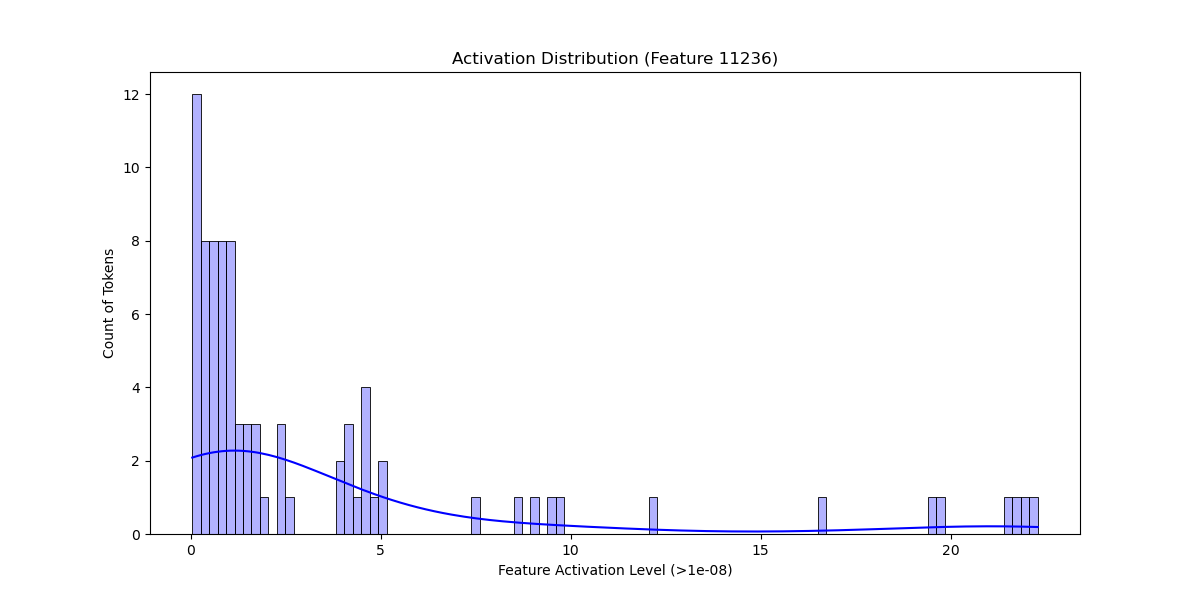 Activation Distribution (Feature 11236)
12
10
8
6
4
2
0
Count of Tokens
0 5 10 15 20
Feature Activation Level (>1e-08)